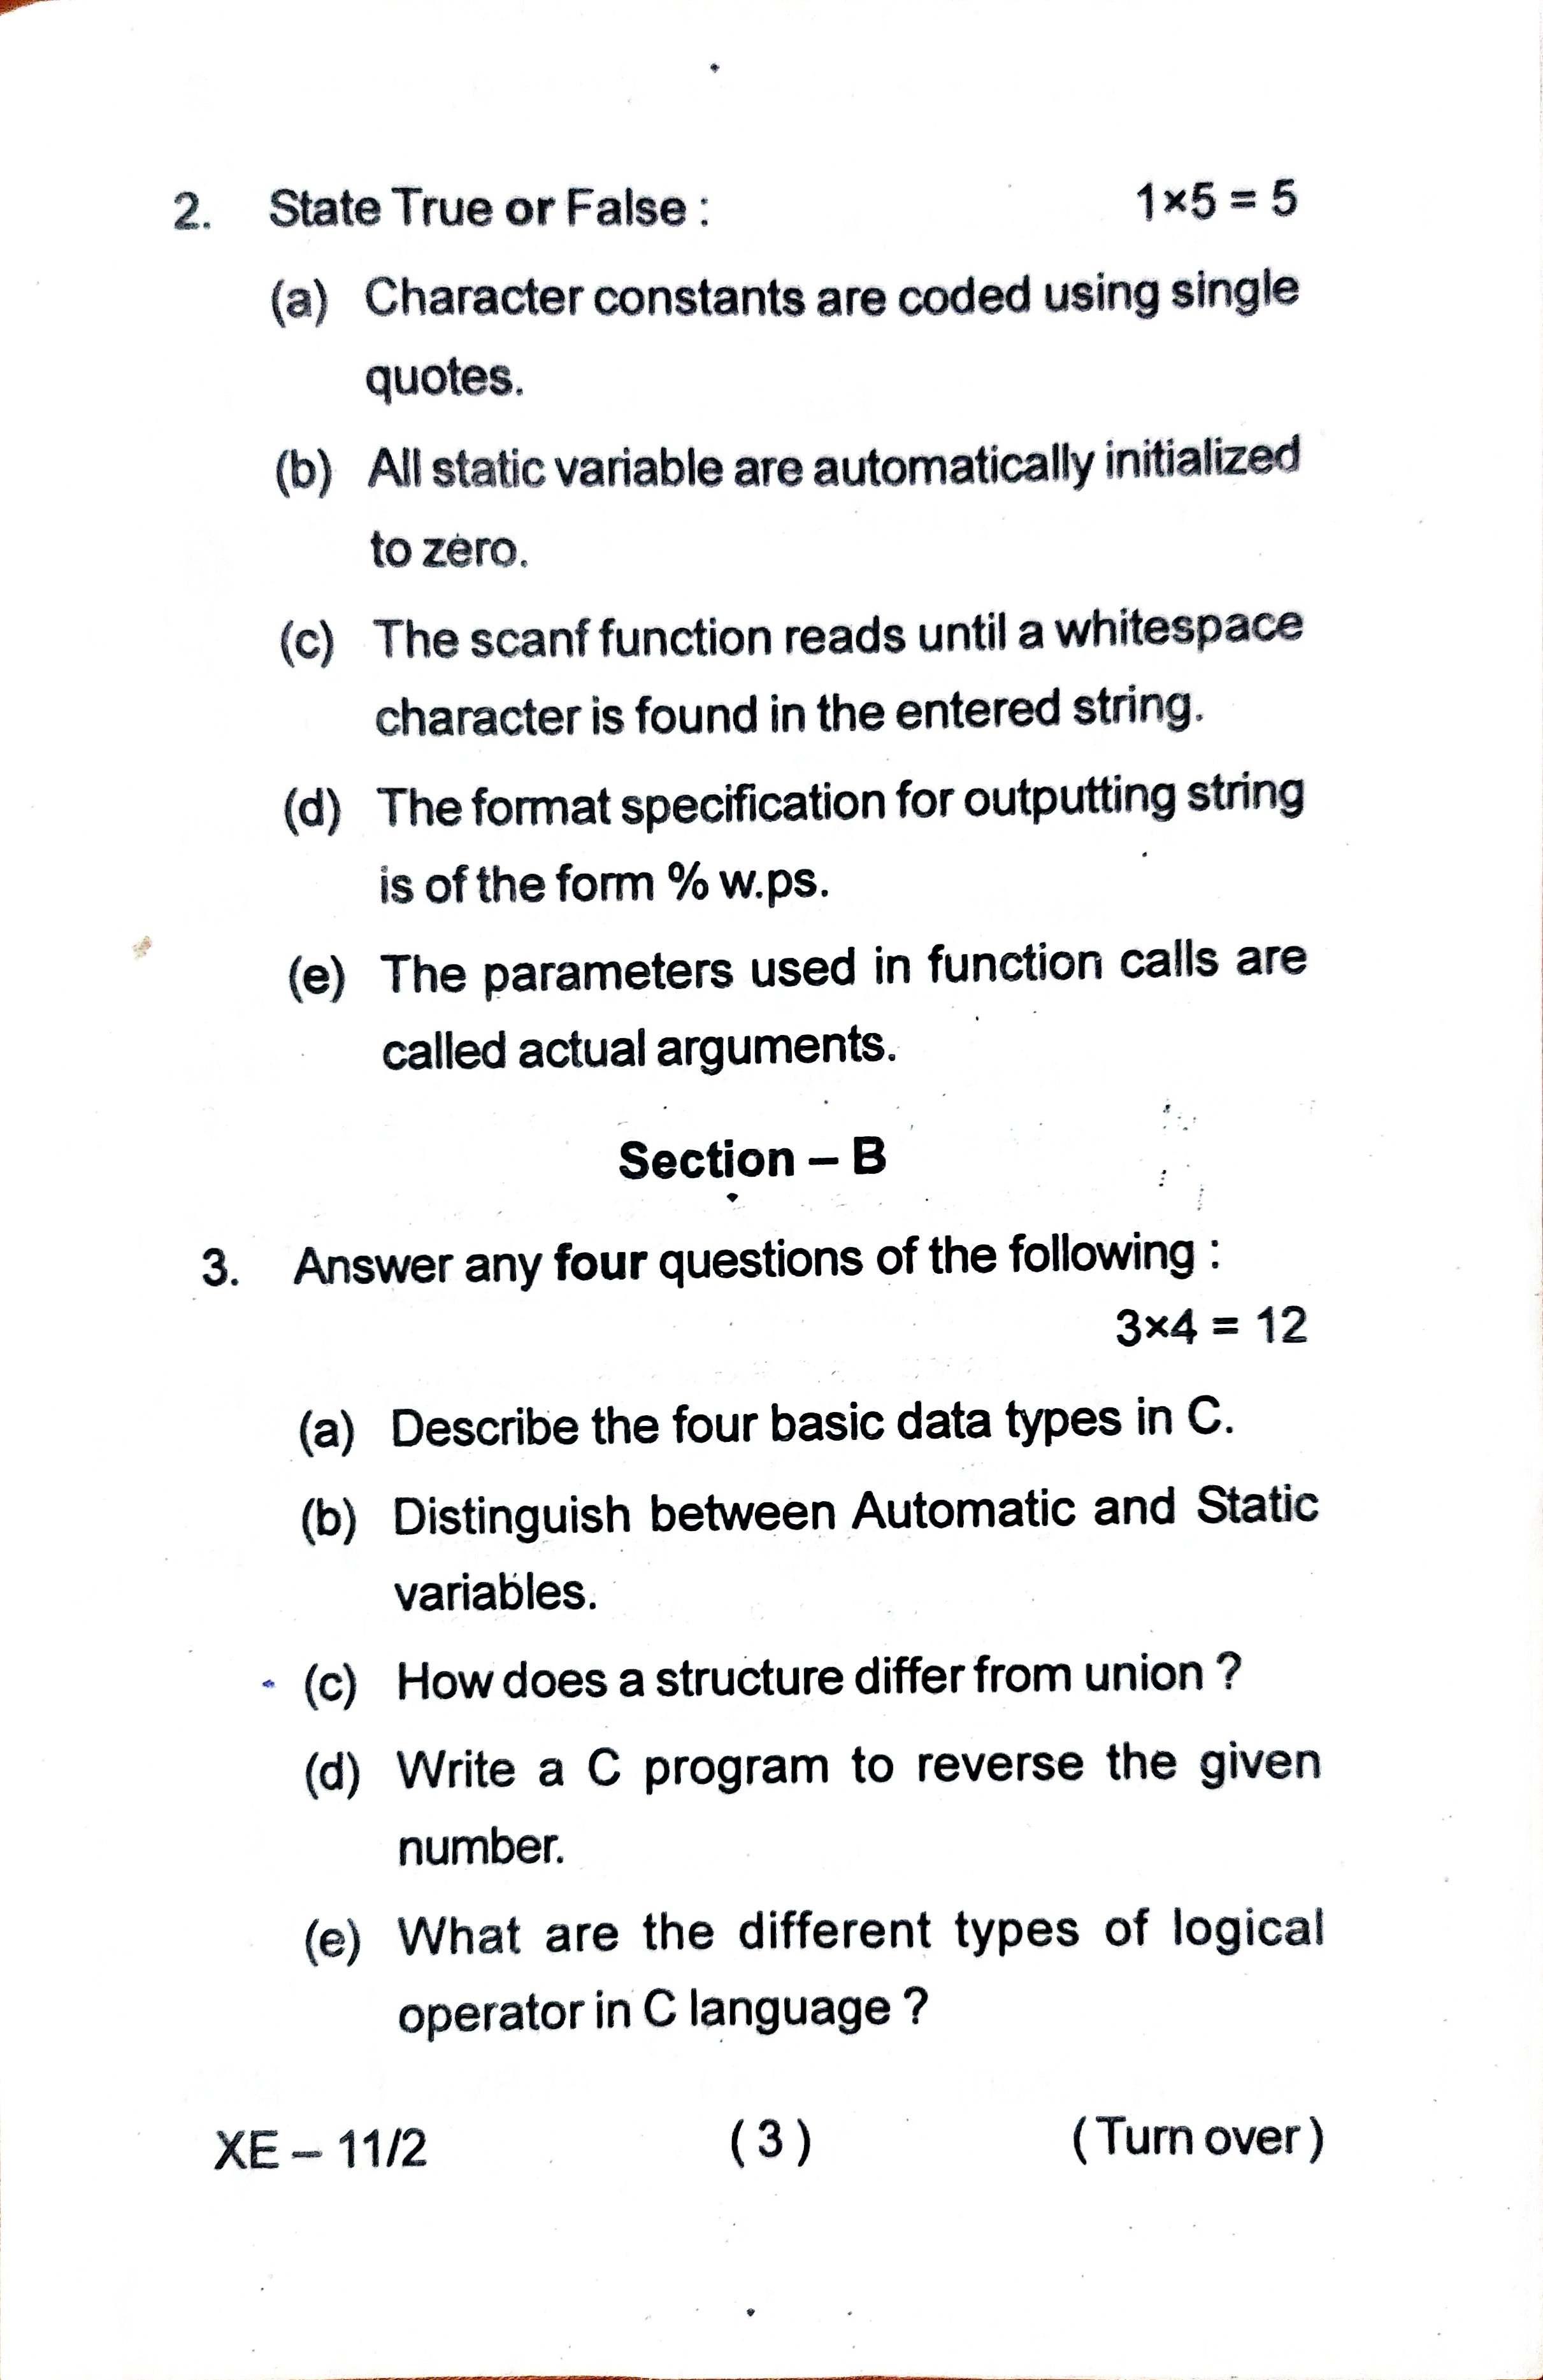 2. State True or False : 1×5 = 5
(a) Character constants are coded using single
quotes.
(b) All static variable are automatically initialized
to zero.
(c) The scanf function reads until a whitespace
character is found in the entered string.
(d) The format specification for outputting string
is of the form % w.ps.
(e) The parameters used in function calls are
called actual arguments.
Section – B
3. Answer any four questions of the following :
3×4 = 12
(a) Describe the four basic data types in C.
(b) Distinguish between Automatic and Static
variables.
(c) How does a structure differ from union ?
(d) Write a C program to reverse the given
number.
(e) What are the different types of logical
operator in C language ?
XE – 11/2 ( 3 ) ( Turn over )